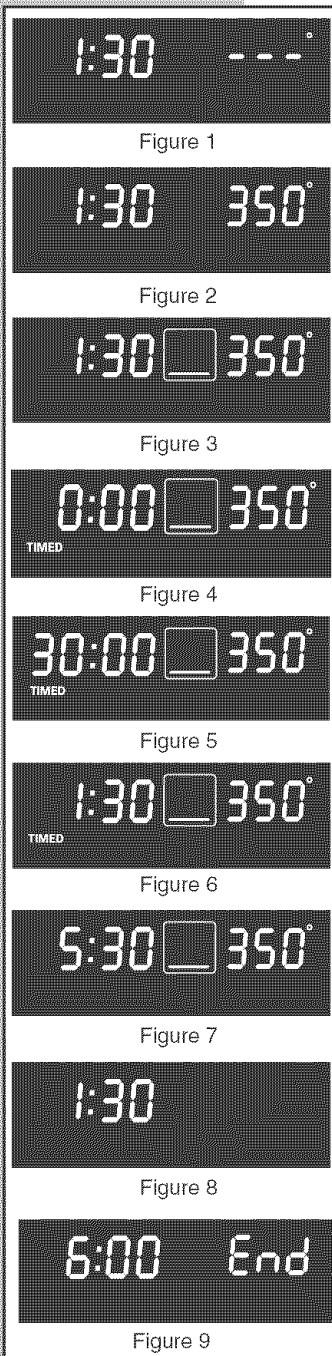 1:30 ---°
Figure 1
1:30 350°
Figure 2
1:30 350°
Figure 3
0:00 350°
TIMED
Figure 4
30:00 350°
TIMED
Figure 5
1:30 350°
TIMED
Figure 6
5:30 350°
Figure 7
1:30
Figure 8
6:00 End
Figure 9